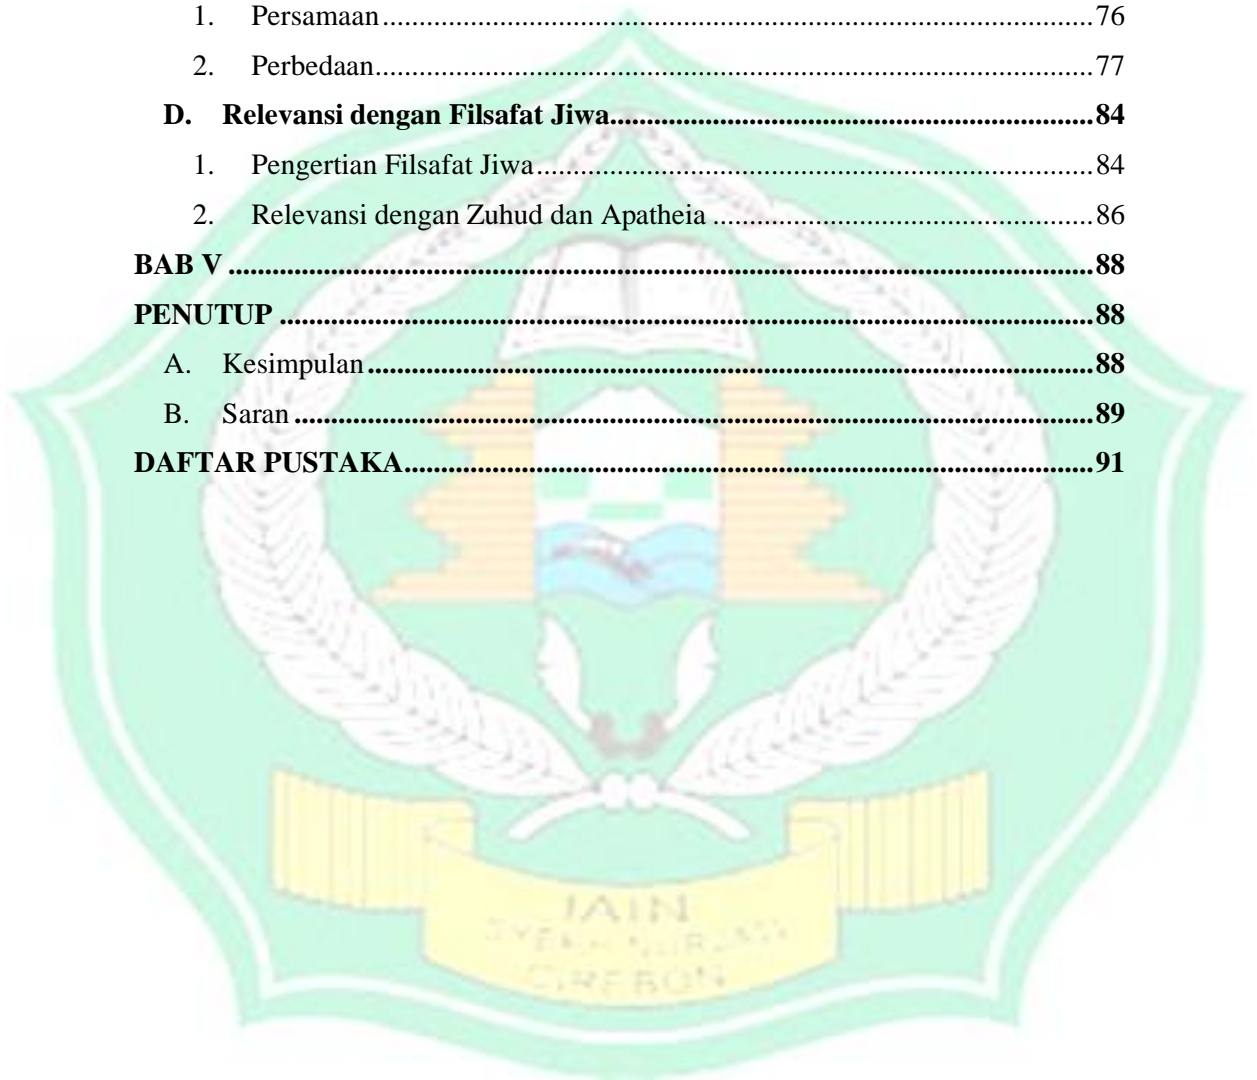 1. Persamaan........................................................................................76
2. Perbedaan.........................................................................................77
D. Relevansi dengan Filsafat Jiwa..........................................................84
1. Pengertian Filsafat Jiwa....................................................................84
2. Relevansi dengan Zuhud dan Apatheia ............................................86
BAB V .....................................................................................................88
PENUTUP ...............................................................................................88
A. Kesimpulan........................................................................................88
B. Saran .................................................................................................89
DAFTAR PUSTAKA................................................................................91
IAIN
CIREBON